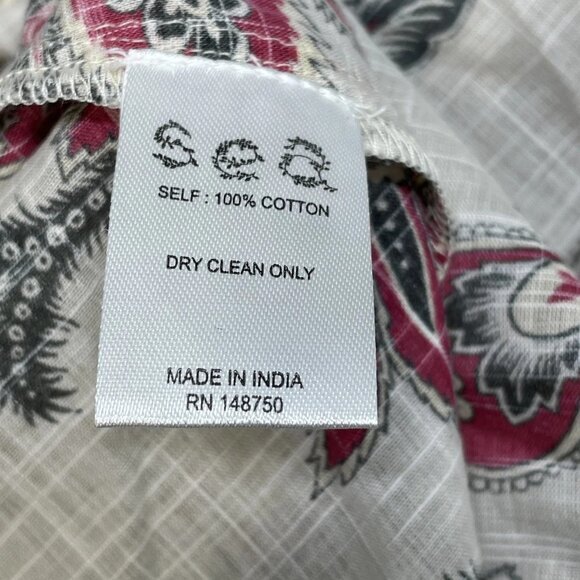 sea
SELF : 100% COTTON
DRY CLEAN ONLY
MADE IN INDIA
RN 148750